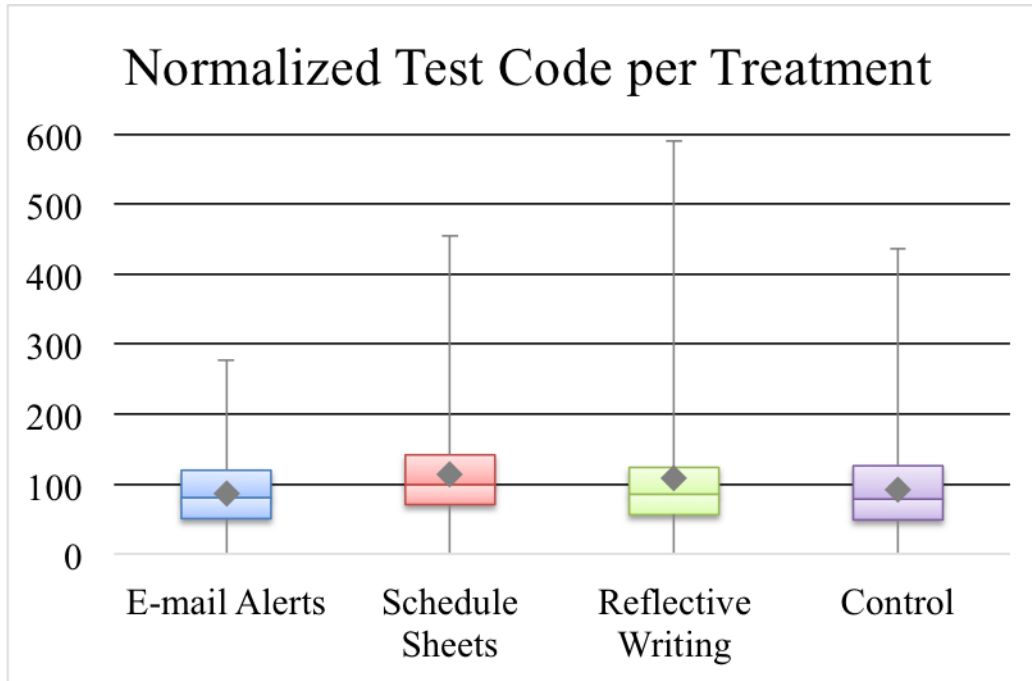 Normalized Test Code per Treatment
600
500
400
300
200
100
0
E-mail Alerts
Schedule
Sheets
Reflective
Writing
Control